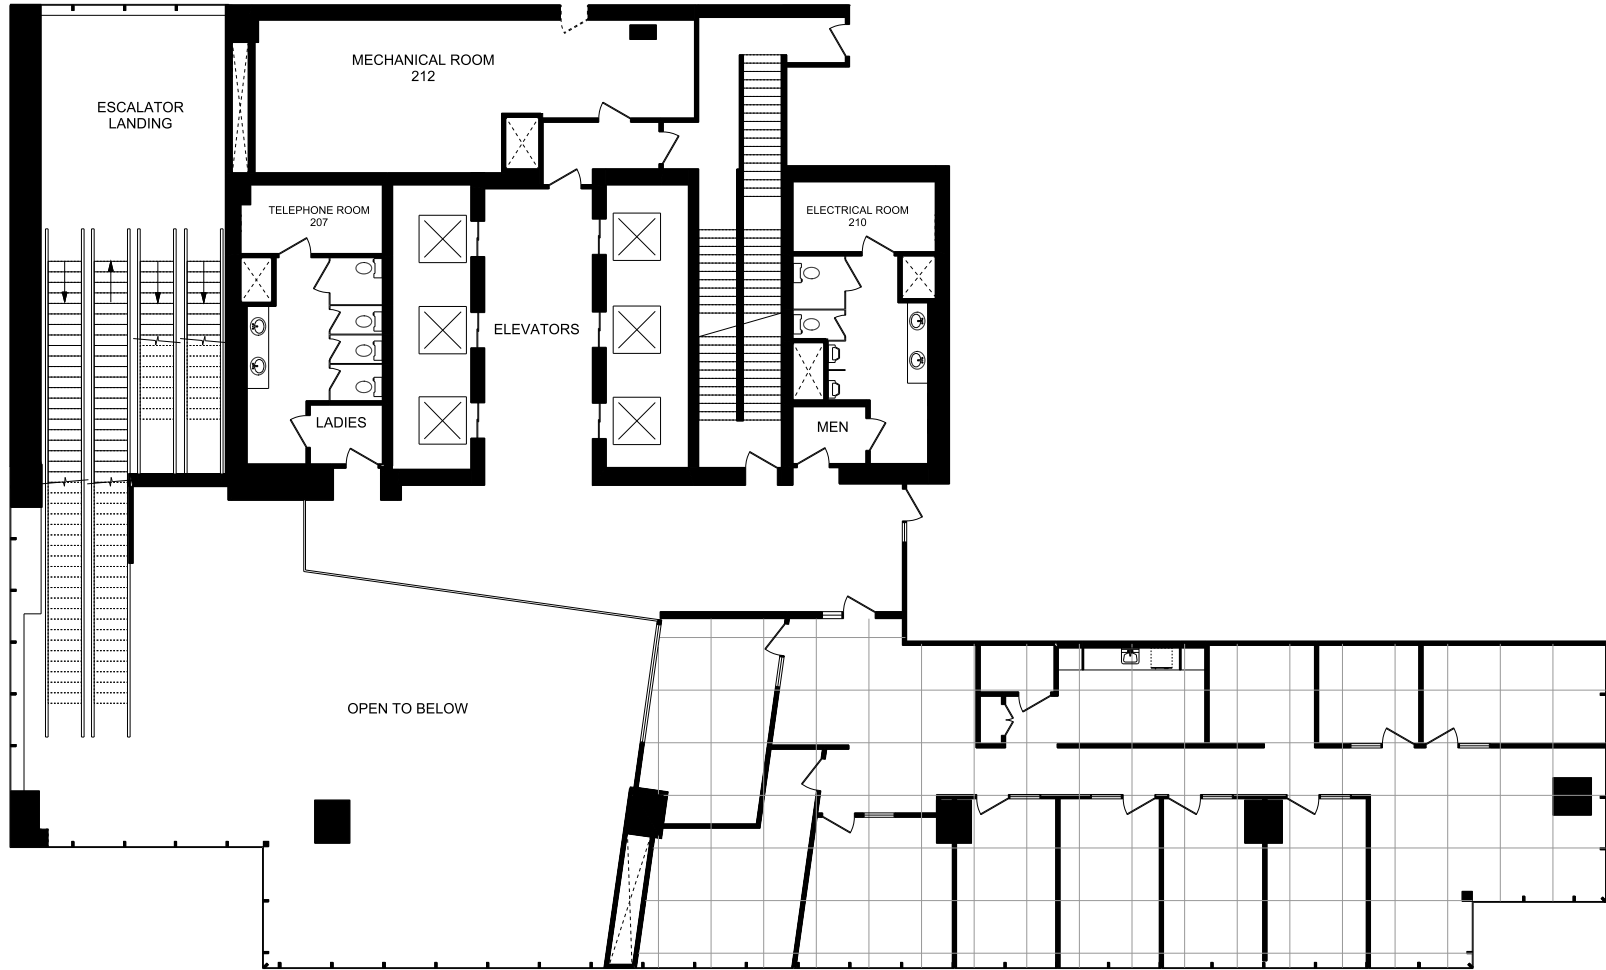 MECHANICAL ROOM
212
ESCALATOR
LANDING
TELEPHONE ROOM
207
ELECTRICAL ROOM
210
ELEVATORS
LADIES
MEN
OPEN TO BELOW